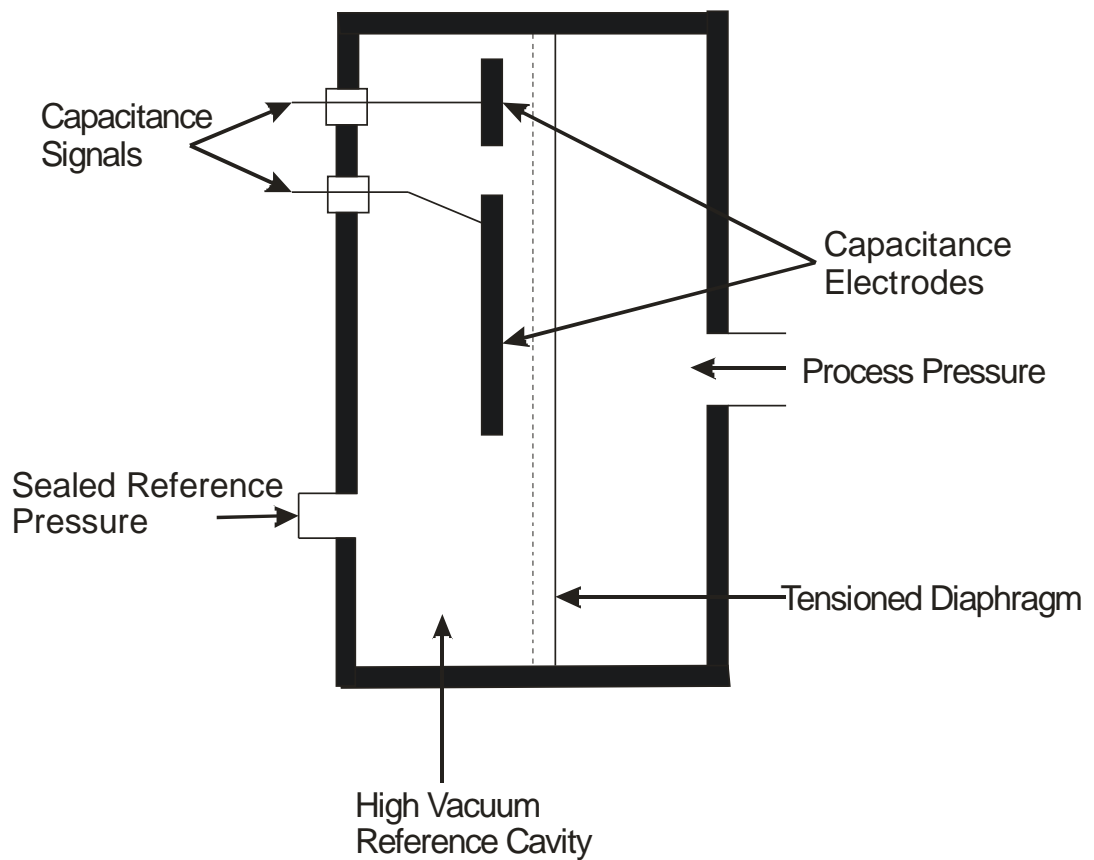 Capacitance
Signals
Capacitance
Electrodes
Process Pressure
Sealed Reference
Pressure
Tensioned Diaphragm
High Vacuum
Reference Cavity